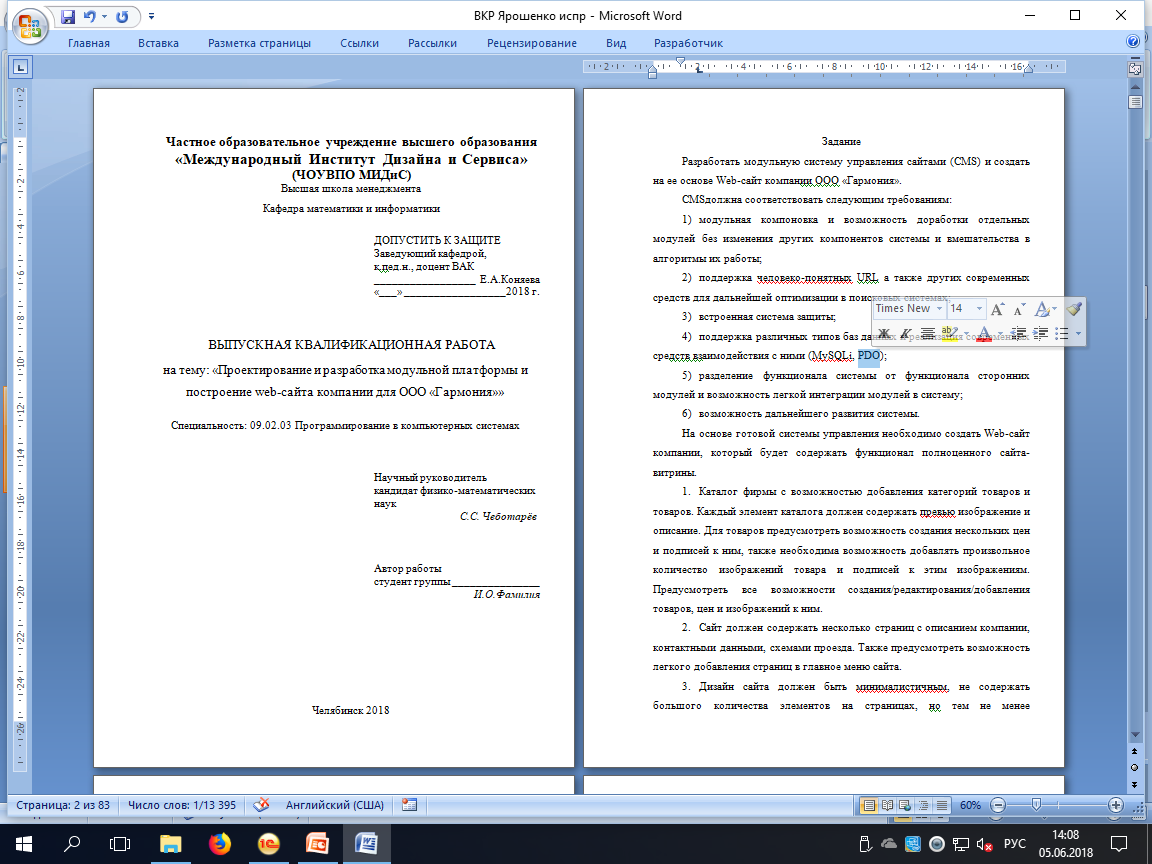 ВКР Ярошенко испр - Microsoft Word
Главная Вставка Разметка страницы Ссылки Рассылки Рецензирование Вид Разработчик
Частное образовательное учреждение высшего образования
«Международный Институт Дизайна и Сервиса»
(ЧОУВПО МИДиС)
Высшая школа менеджмента
Кафедра математики и информатики
ДОПУСТИТЬ К ЗАЩИТЕ
Заведующий кафедрой,
к.пед.н., доцент ВАК
__________________ Е.А.Коняева
«___»__________________2018 г.
ВЫПУСКНАЯ КВАЛИФИКАЦИОННАЯ РАБОТА
на тему: «Проектирование и разработка модульной платформы и
построение web-сайта компании для ООО «Гармония»»
Специальность: 09.02.03 Программирование в компьютерных системах
Научный руководитель
кандидат физико-математических
наук
С.С. Чеботарёв
Автор работы
студент группы________________
И.О.Фамилия
Челябинск 2018
Задание
Разработать модульную систему управления сайтами (CMS) и создать
на ее основе Web-сайт компании ООО «Гармония».
CMSдолжна соответствовать следующим требованиям:
1) модульная компоновка и возможность доработки отдельных
модулей без изменения других компонентов системы и вмешательства в
алгоритмы их работы;
2) поддержка человеко-понятных URL а также других современных
средств для дальнейшей оптимизации в поисковых системах;
3) встроенная система защиты;
4) поддержка различных типов баз данных и реализация современных
средств взаимодействия с ними (MySQLi, PDO);
5) разделение функционала системы от функционала сторонних
модулей и возможность легкой интеграции модулей в систему;
6) возможность дальнейшего развития системы.
На основе готовой системы управления необходимо создать Web-сайт
компании, который будет содержать функционал полноценного сайта-
витрины.
1. Каталог фирмы с возможностью добавления категорий товаров и
товаров. Каждый элемент каталога должен содержать превью изображение и
описание. Для товаров предусмотреть возможность создания нескольких цен
и подписей к ним, также необходима возможность добавлять произвольное
количество изображений товара и подписей к этим изображениям.
Предусмотреть все возможности создания/редактирования/добавления
товаров, цен и изображений к ним.
2. Сайт должен содержать несколько страниц с описанием компании,
контактными данными, схемами проезда. Также предусмотреть возможность
легкого добавления страниц в главное меню сайта.
3. Дизайн сайта должен быть минималистичным, не содержать
большого количества элементов на страницах, но тем не менее
Times New 14
Ж К
Страница: 2 из 83 Число слов: 1/13 395 Английский (США) 60%
РУС 14:08
05.06.2018